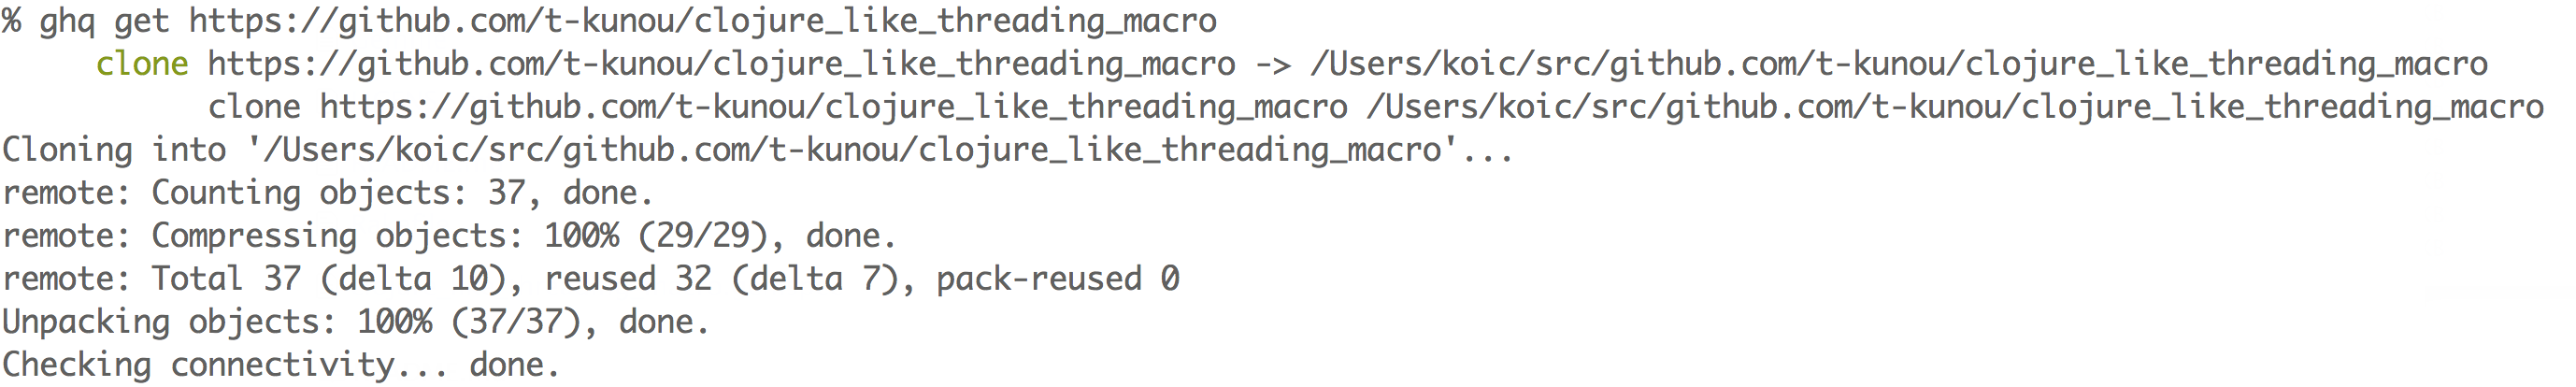 % ghq get https://github.com/t-kunou/clojure_like_threading_macro
clone https://github.com/t-kunou/clojure_like_threading_macro -> /Users/koic/src/github.com/t-kunou/clojure_like_threading_macro
clone https://github.com/t-kunou/clojure_like_threading_macro /Users/koic/src/github.com/t-kunou/clojure_like_threading_macro
Cloning into '/Users/koic/src/github.com/t-kunou/clojure_like_threading_macro'...
remote: Counting objects: 37, done.
remote: Compressing objects: 100% (29/29), done.
remote: Total 37 (delta 10), reused 32 (delta 7), pack-reused 0
Unpacking objects: 100% (37/37), done.
Checking connectivity... done.